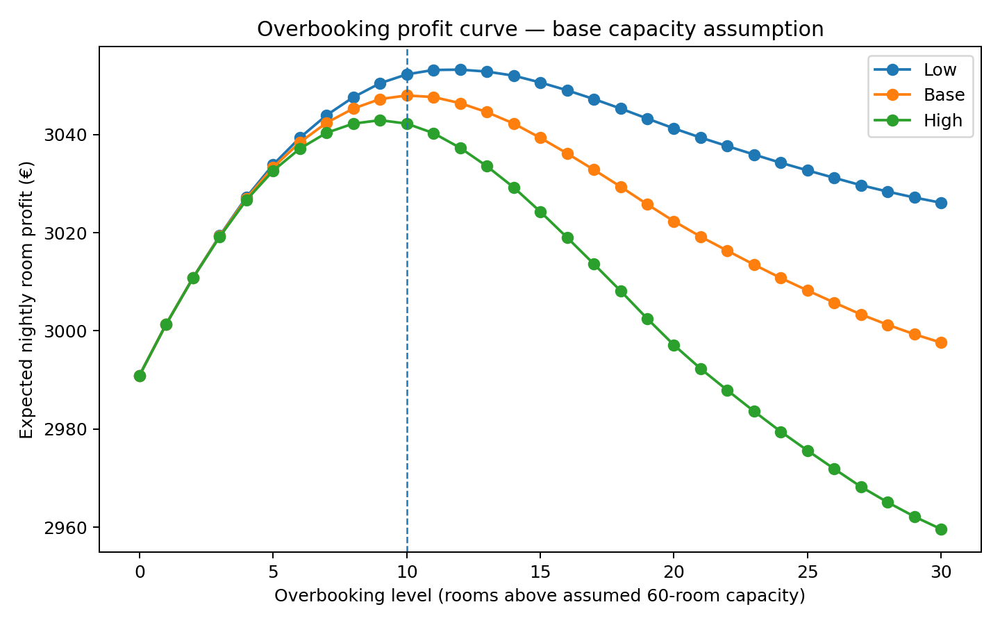 Overbooking profit curve — base capacity assumption
Low
Base
High
Expected nightly room profit (€)
3040
3020
3000
2980
2960
0 5 10 15 20 25 30
Overbooking level (rooms above assumed 60-room capacity)